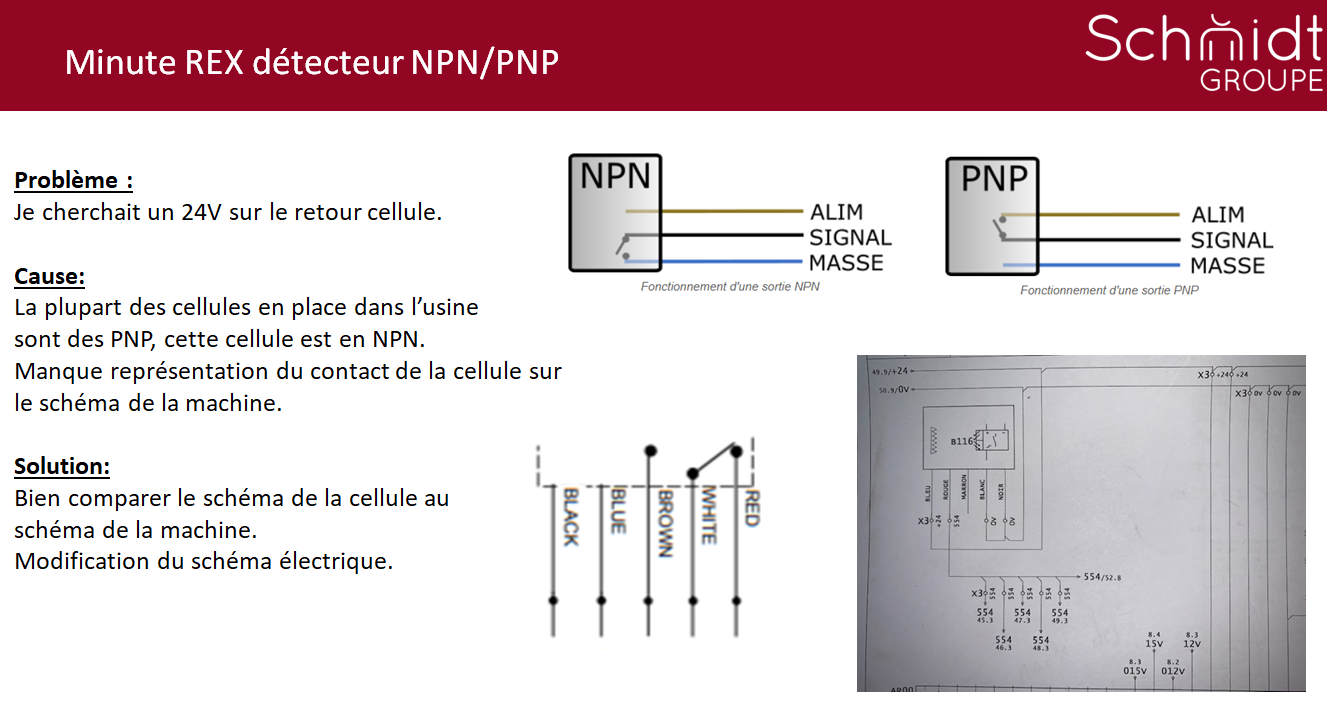 Minute REX détecteur NPN/PNP
Schmidt
GROUPE
Problème :
Je cherchait un 24V sur le retour cellule.
Cause:
La plupart des cellules en place dans l’usine
sont des PNP, cette cellule est en NPN.
Manque représentation du contact de la cellule sur
le schéma de la machine.
Solution:
Bien comparer le schéma de la cellule au
schéma de la machine.
Modification du schéma électrique.
NPN
ALIM
SIGNAL
MASSE
Fonctionnement d'une sortie NPN
PNP
ALIM
SIGNAL
MASSE
Fonctionnement d'une sortie PNP
BLACK
BLUE
BROWN
WHITE
RED
49.9/+24
50.9/0V
X3 +24 +24
X3 0V 0V 0V
B116
BLEU
ROUGE
MARRON
BLANC
NOIR
X3 +24 554 0V 0V
554/52.8
X3 554 554 554 554 554
554 554 554
45.3 47.3 49.3
554 554
46.3 48.3
8.4 8.3
15V 12V
8.3 8.2
015V 012V